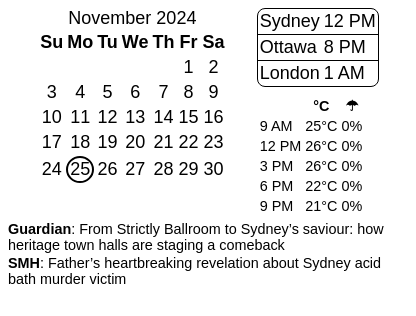 November 2024
Su Mo Tu We Th Fr Sa
1 2
3 4 5 6 7 8 9
10 11 12 13 14 15 16
17 18 19 20 21 22 23
24 25 26 27 28 29 30
Sydney 12 PM
Ottawa 8 PM
London 1 AM
°C ☂
9 AM 25°C 0%
12 PM 26°C 0%
3 PM 26°C 0%
6 PM 22°C 0%
9 PM 21°C 0%
Guardian: From Strictly Ballroom to Sydney’s saviour: how
heritage town halls are staging a comeback
SMH: Father’s heartbreaking revelation about Sydney acid
bath murder victim